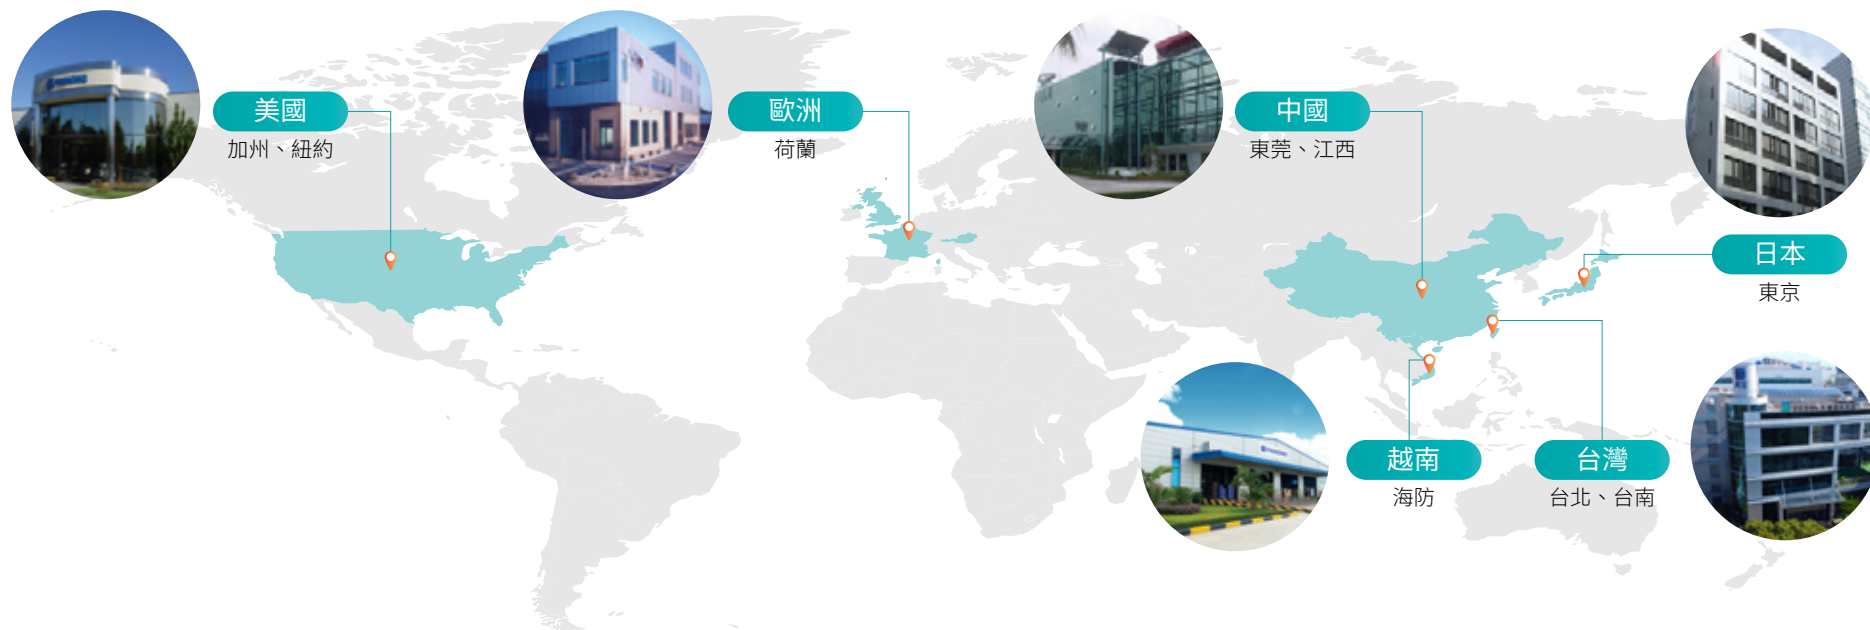 美國
加州、紐約
歐洲
荷蘭
中國
東莞、江西
日本
東京
越南
海防
台灣
台北、台南